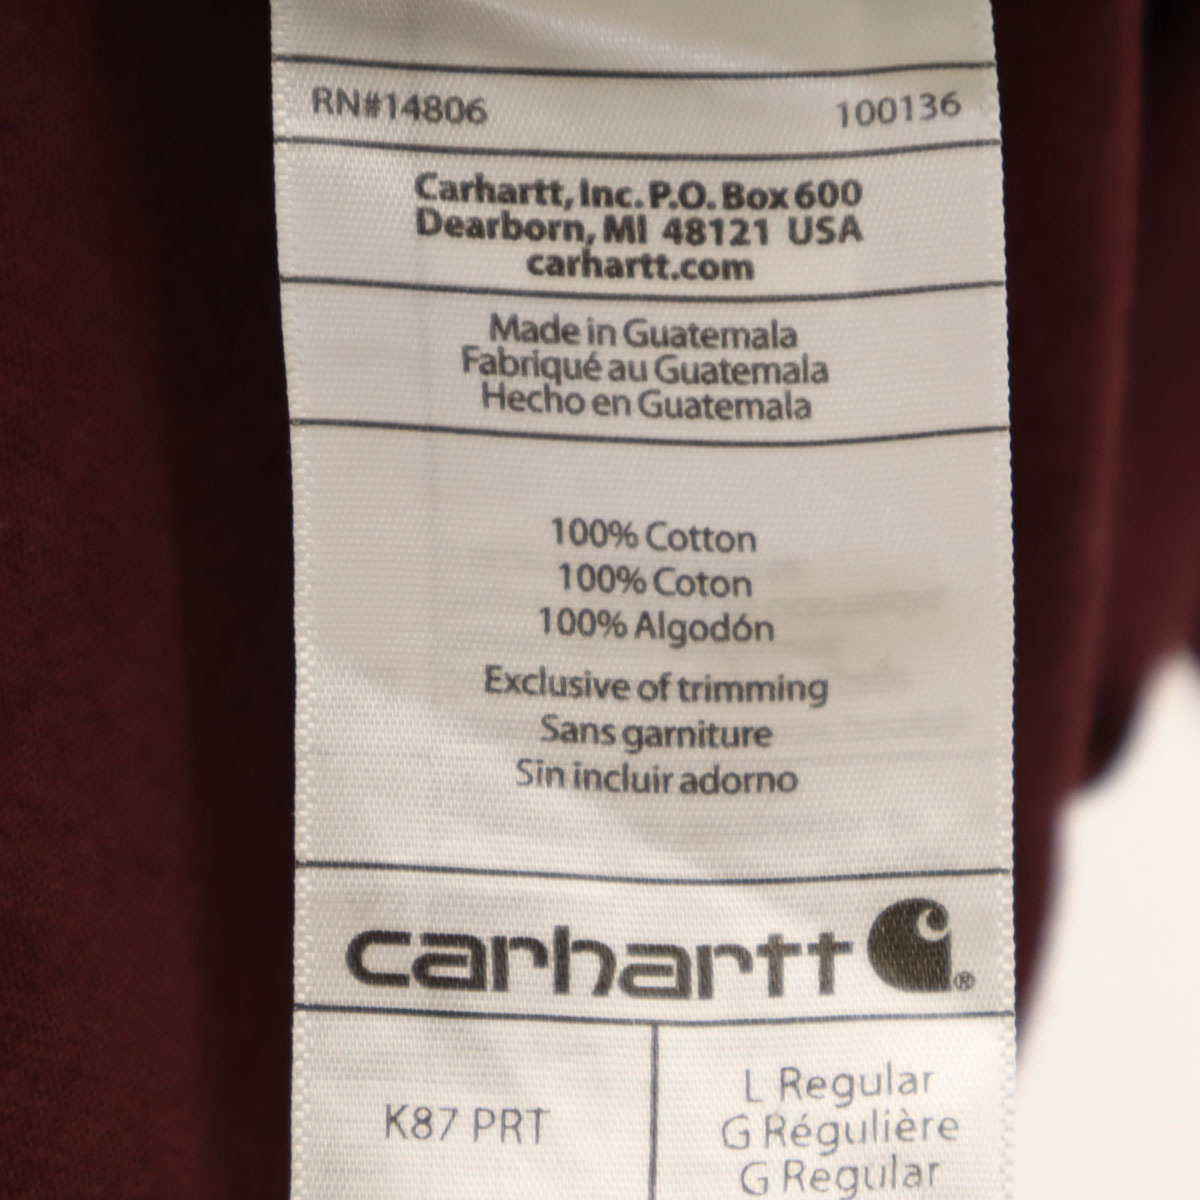 RN#14806 100136
Carhartt, Inc. P.O. Box 600
Dearborn, MI 48121 USA
carhartt.com
Made in Guatemala
Fabriqué au Guatemala
Hecho en Guatemala
100% Cotton
100% Coton
100% Algodón
Exclusive of trimming
Sans garniture
Sin incluir adorno
carhartt ®
K87 PRT
L Regular
G Régulière
G Regular